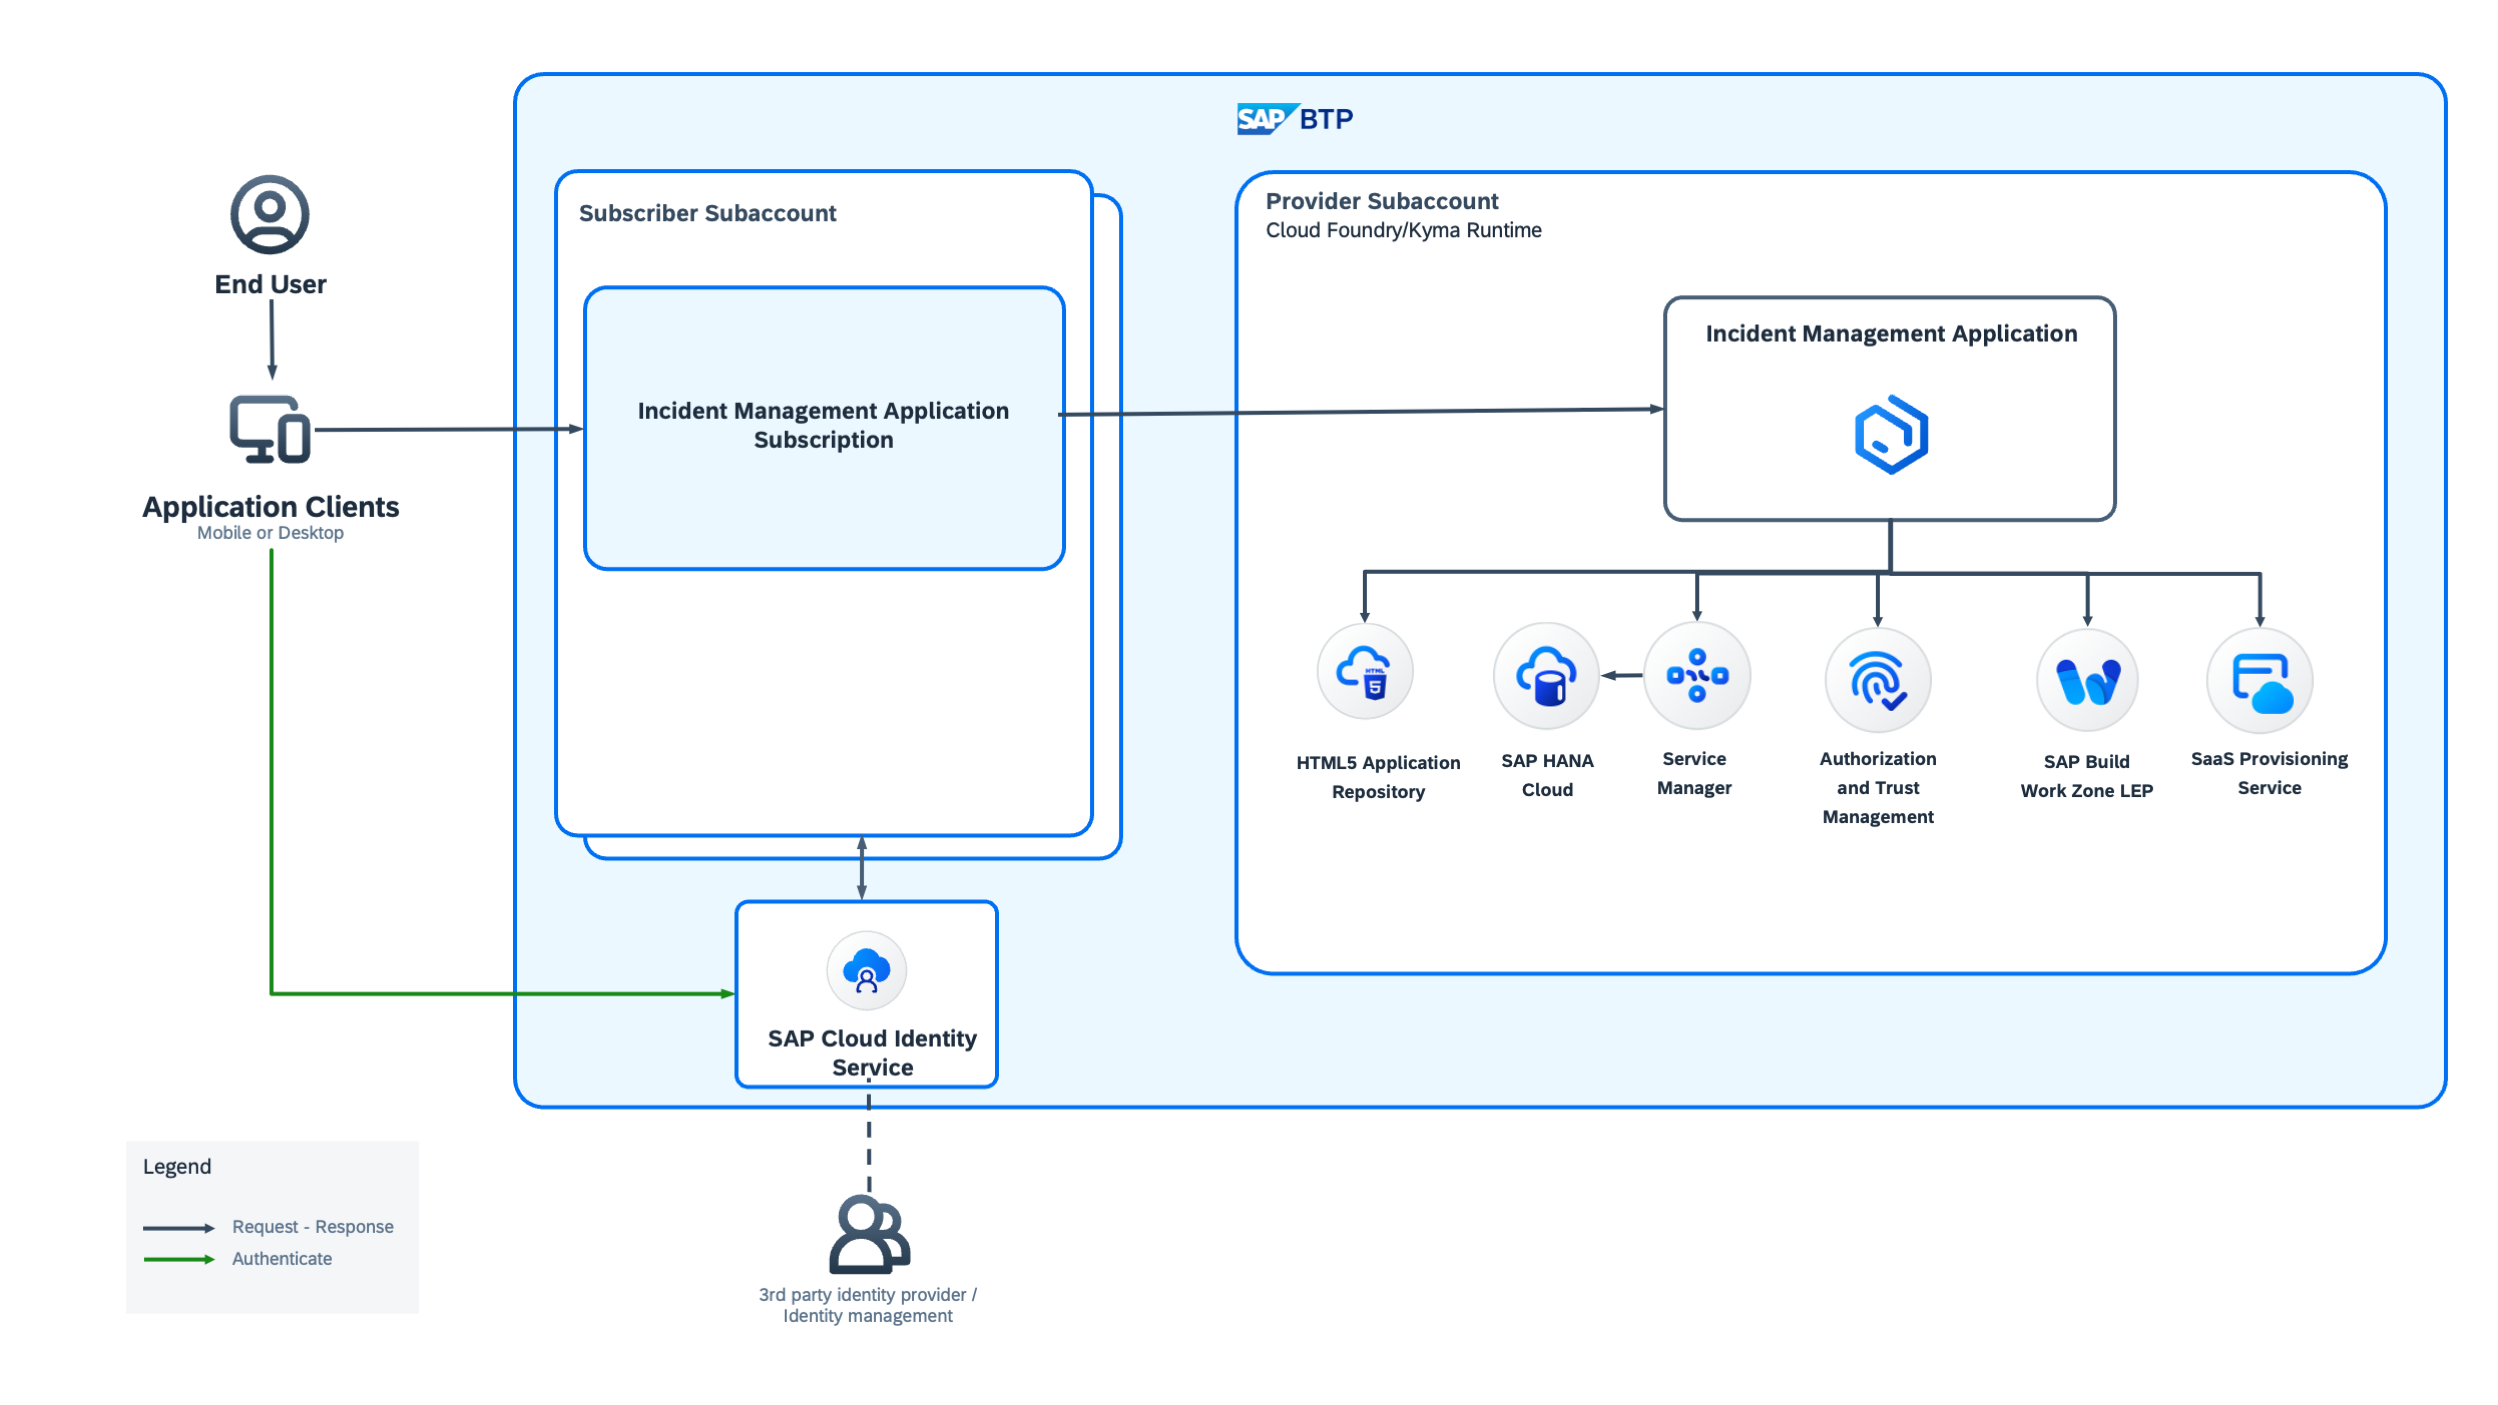 SAP BTP
End User
Application Clients
Mobile or Desktop
Subscriber Subaccount
Incident Management Application
Subscription
Provider Subaccount
Cloud Foundry/Kyma Runtime
Incident Management Application
HTML
5
HTML5 Application
Repository
SAP HANA
Cloud
Service
Manager
Authorization
and Trust
Management
SAP Build
Work Zone LEP
SaaS Provisioning
Service
SAP Cloud Identity
Service
3rd party identity provider /
Identity management
Legend
Request - Response
Authenticate